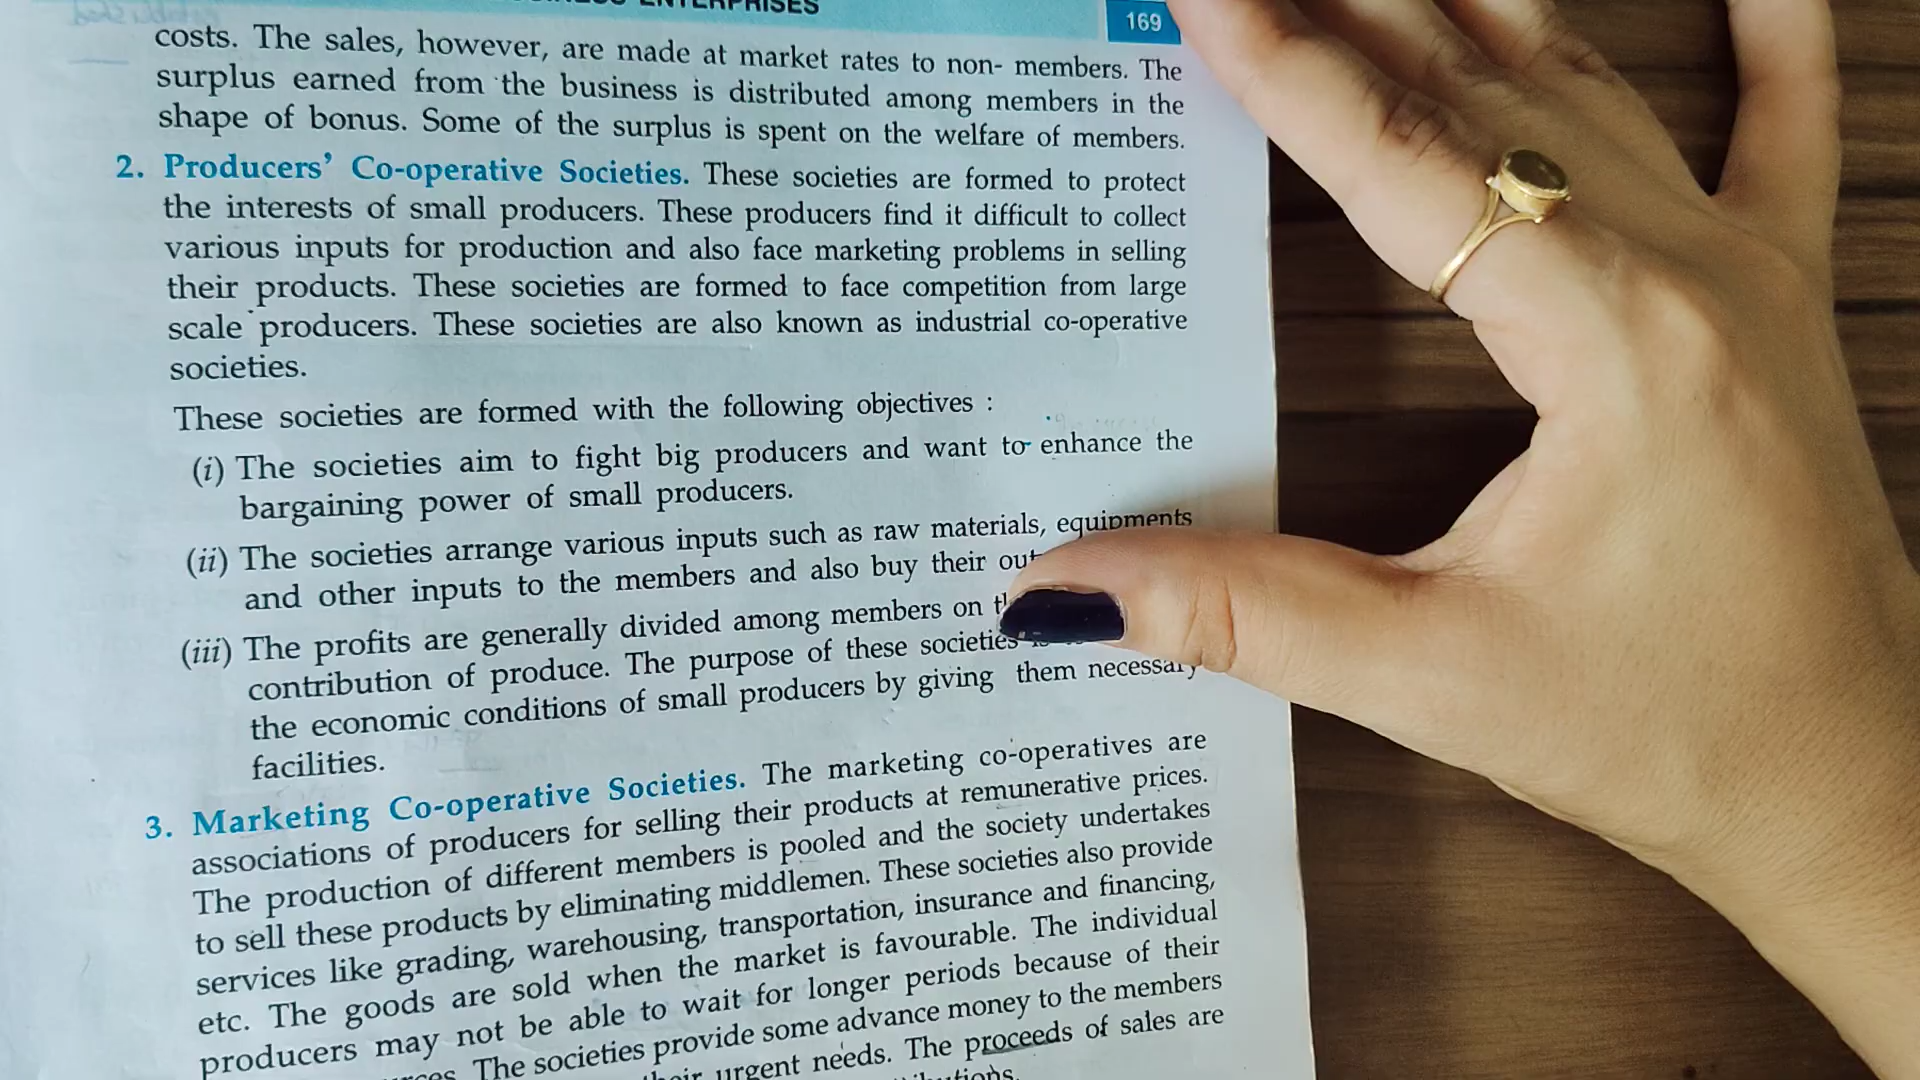 ENTERPRISES
169
costs. The sales, however, are made at market rates to non- members. The
surplus earned from the business is distributed among members in the
shape of bonus. Some of the surplus is spent on the welfare of members.
2. Producers’ Co-operative Societies. These societies are formed to protect
the interests of small producers. These producers find it difficult to collect
various inputs for production and also face marketing problems in selling
their products. These societies are formed to face competition from large
scale producers. These societies are also known as industrial co-operative
societies.
These societies are formed with the following objectives :
(i) The societies aim to fight big producers and want to enhance the
bargaining power of small producers.
(ii) The societies arrange various inputs such as raw materials, equipments
and other inputs to the members and also buy their
(iii) The profits are generally divided among members on
contribution of produce. The purpose of these societies
the economic conditions of small producers by giving them necessary
facilities.
3. Marketing Co-operative Societies. The marketing co-operatives are
associations of producers for selling their products at remunerative prices.
The production of different members is pooled and the society undertakes
to sell these products by eliminating middlemen. These societies also provide
services like grading, warehousing, transportation, insurance and financing,
etc. The goods are sold when the market is favourable. The individual
producers may not be able to wait for longer periods because of their
The societies provide some advance money to the members
urgent needs. The proceeds of sales are